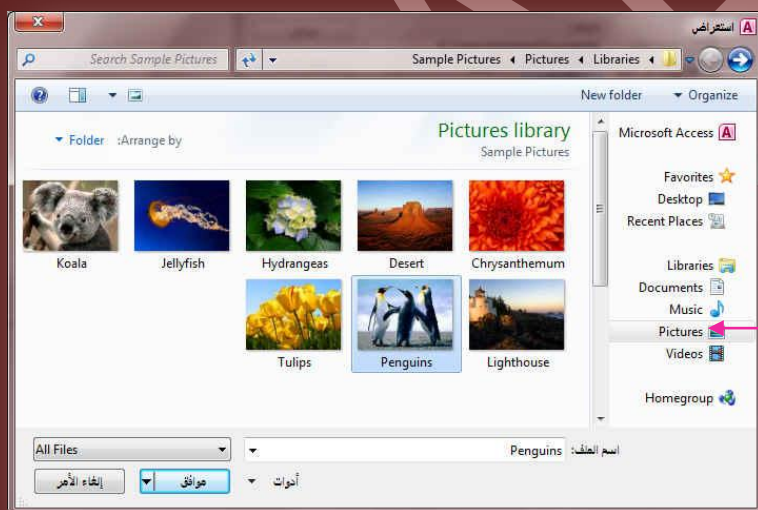 استعراض
Libraries
Pictures
Sample Pictures
Search Sample Pictures
Organize
New folder
Microsoft Access
Favorites
Desktop
Recent Places
Libraries
Documents
Music
Pictures
Videos
Homegroup
Pictures library
Sample Pictures
Arrange by:
Folder
Chrysanthemum
Desert
Hydrangeas
Jellyfish
Koala
Lighthouse
Penguins
Tulips
اسم الملف: Penguins
All Files
أدوات
موافق
إلغاء الأمر